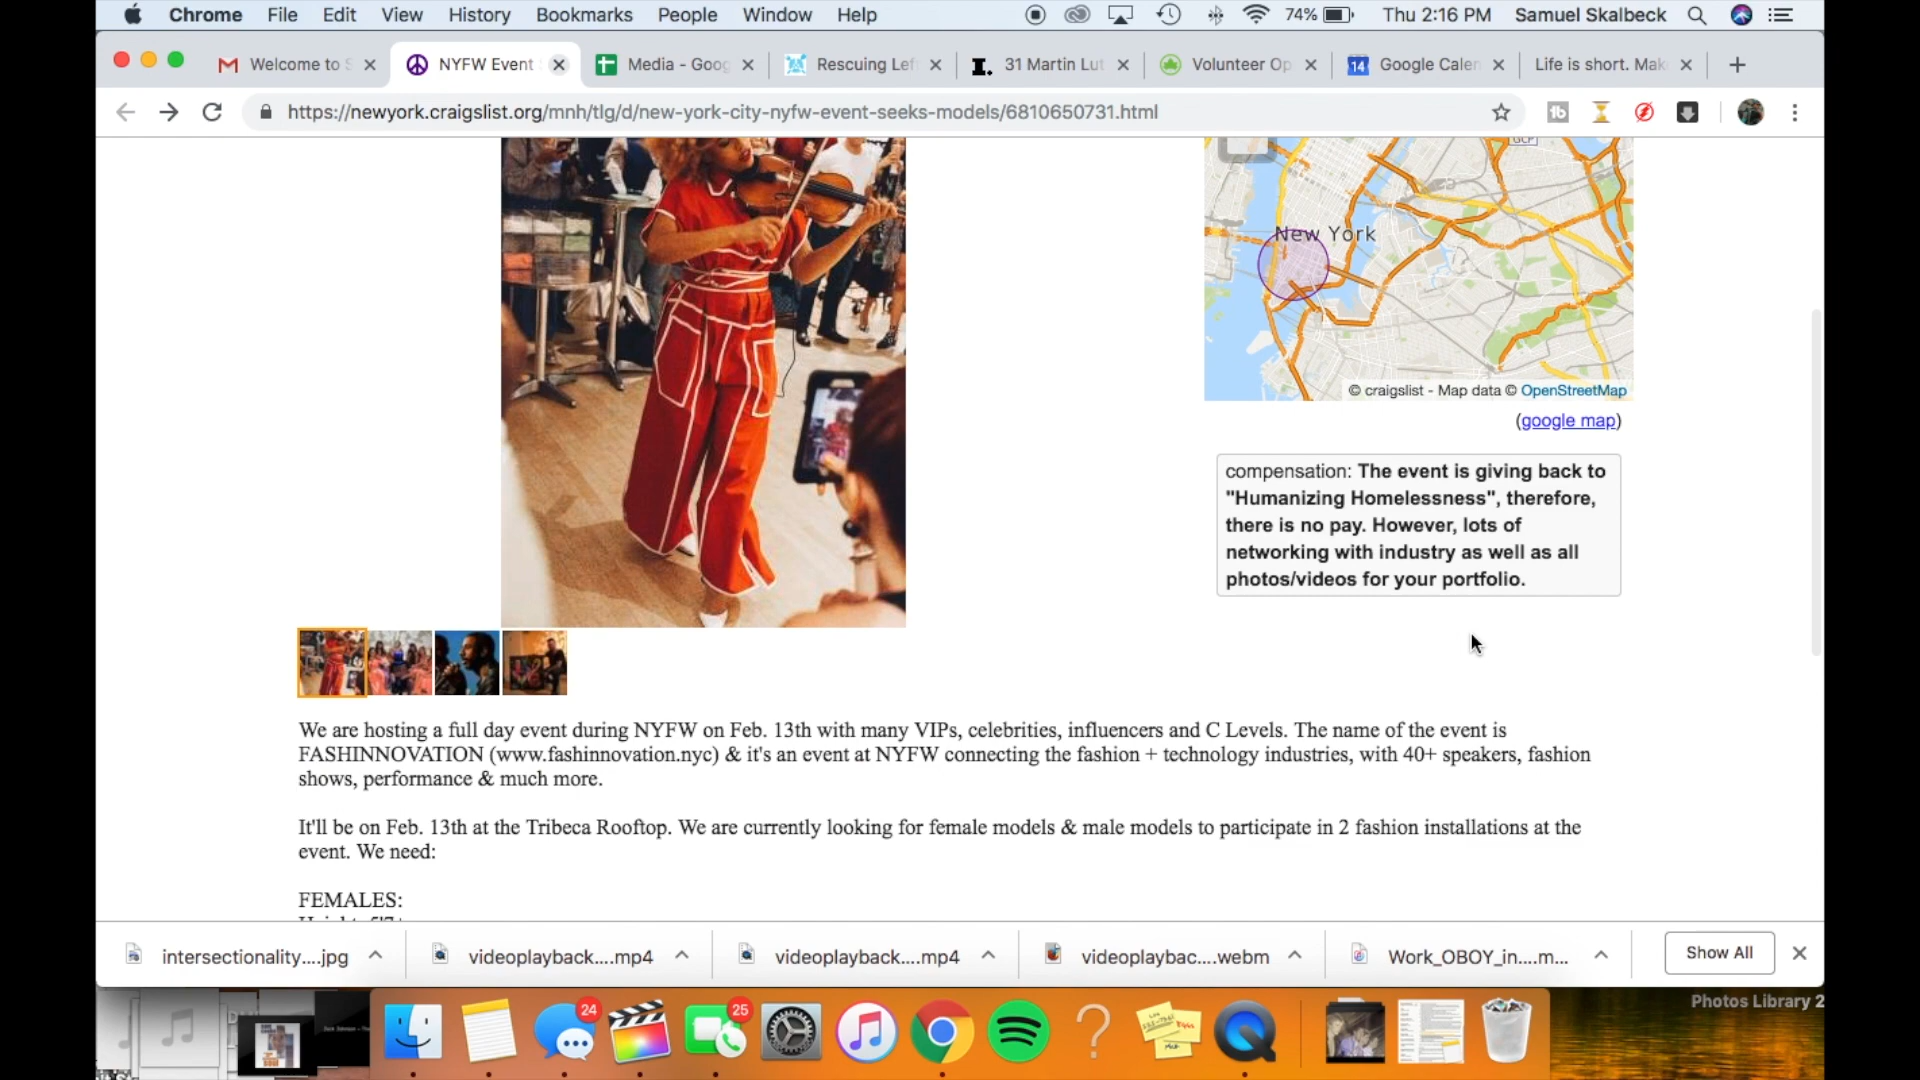 Chrome File Edit View History Bookmarks People Window Help 74% Thu 2:16 PM Samuel Skalbeck
Welcome to S
NYFW Event
Media - Goog
Rescuing Lef
31 Martin Lut
Volunteer Op
14 Google Calen
Life is short. Mak
https://newyork.craigslist.org/mnh/tlg/d/new-york-city-nyfw-event-seeks-models/6810650731.html
New York
© craigslist - Map data © OpenStreetMap
(google map)
compensation: The event is giving back to
"Humanizing Homelessness", therefore,
there is no pay. However, lots of
networking with industry as well as all
photos/videos for your portfolio.
We are hosting a full day event during NYFW on Feb. 13th with many VIPs, celebrities, influencers and C Levels. The name of the event is
FASHINNOVATION (www.fashinnovation.nyc) & it's an event at NYFW connecting the fashion + technology industries, with 40+ speakers, fashion
shows, performance & much more.
It'll be on Feb. 13th at the Tribeca Rooftop. We are currently looking for female models & male models to participate in 2 fashion installations at the
event. We need:
FEMALES:
intersectionality....jpg
videoplayback....mp4
videoplayback....mp4
videoplaybac....webm
Work_OBOY_in....m...
Show All
24
25
Photos Library 2